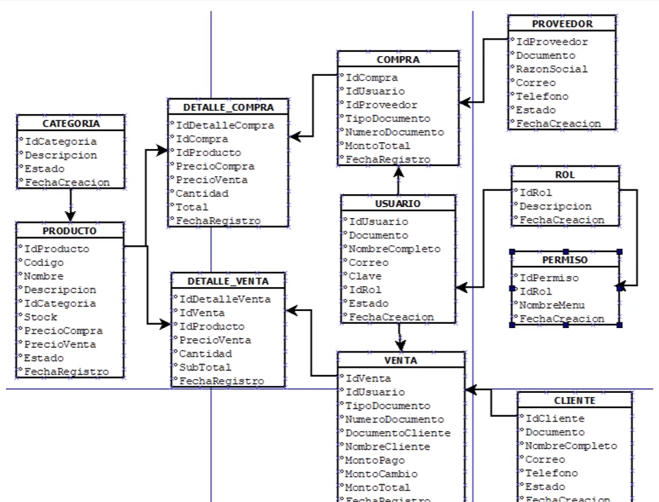 PROVEEDOR
IdProveedor
Documento
RazonSocial
Correo
Telefono
Estado
FechaCreacion
COMPRA
IdCompra
IdUsuario
IdProveedor
TipoDocumento
NumeroDocumento
MontoTotal
FechaRegistro
DETALLE_COMPRA
IdDetalleCompra
IdCompra
IdProducto
PrecioCompra
PrecioVenta
Cantidad
Total
FechaRegistro
CATEGORIA
IdCategoria
Descripcion
Estado
FechaCreacion
ROL
IdRol
Descripcion
FechaCreacion
USUARIO
IdUsuario
Documento
NombreCompleto
Correo
Clave
IdRol
Estado
FechaCreacion
PRODUCTO
IdProducto
Codigo
Nombre
Descripcion
IdCategoria
Stock
PrecioCompra
PrecioVenta
Estado
FechaRegistro
PERMISO
IdPermiso
IdRol
NombreMenu
FechaCreacion
DETALLE_VENTA
IdDetalleVenta
IdVenta
IdProducto
PrecioVenta
Cantidad
SubTotal
FechaRegistro
VENTA
IdVenta
IdUsuario
TipoDocumento
NumeroDocumento
DocumentoCliente
NombreCliente
MontoPago
MontoCambio
MontoTotal
FechaRegistro
CLIENTE
IdCliente
Documento
NombreCompleto
Correo
Telefono
Estado
FechaCreacion